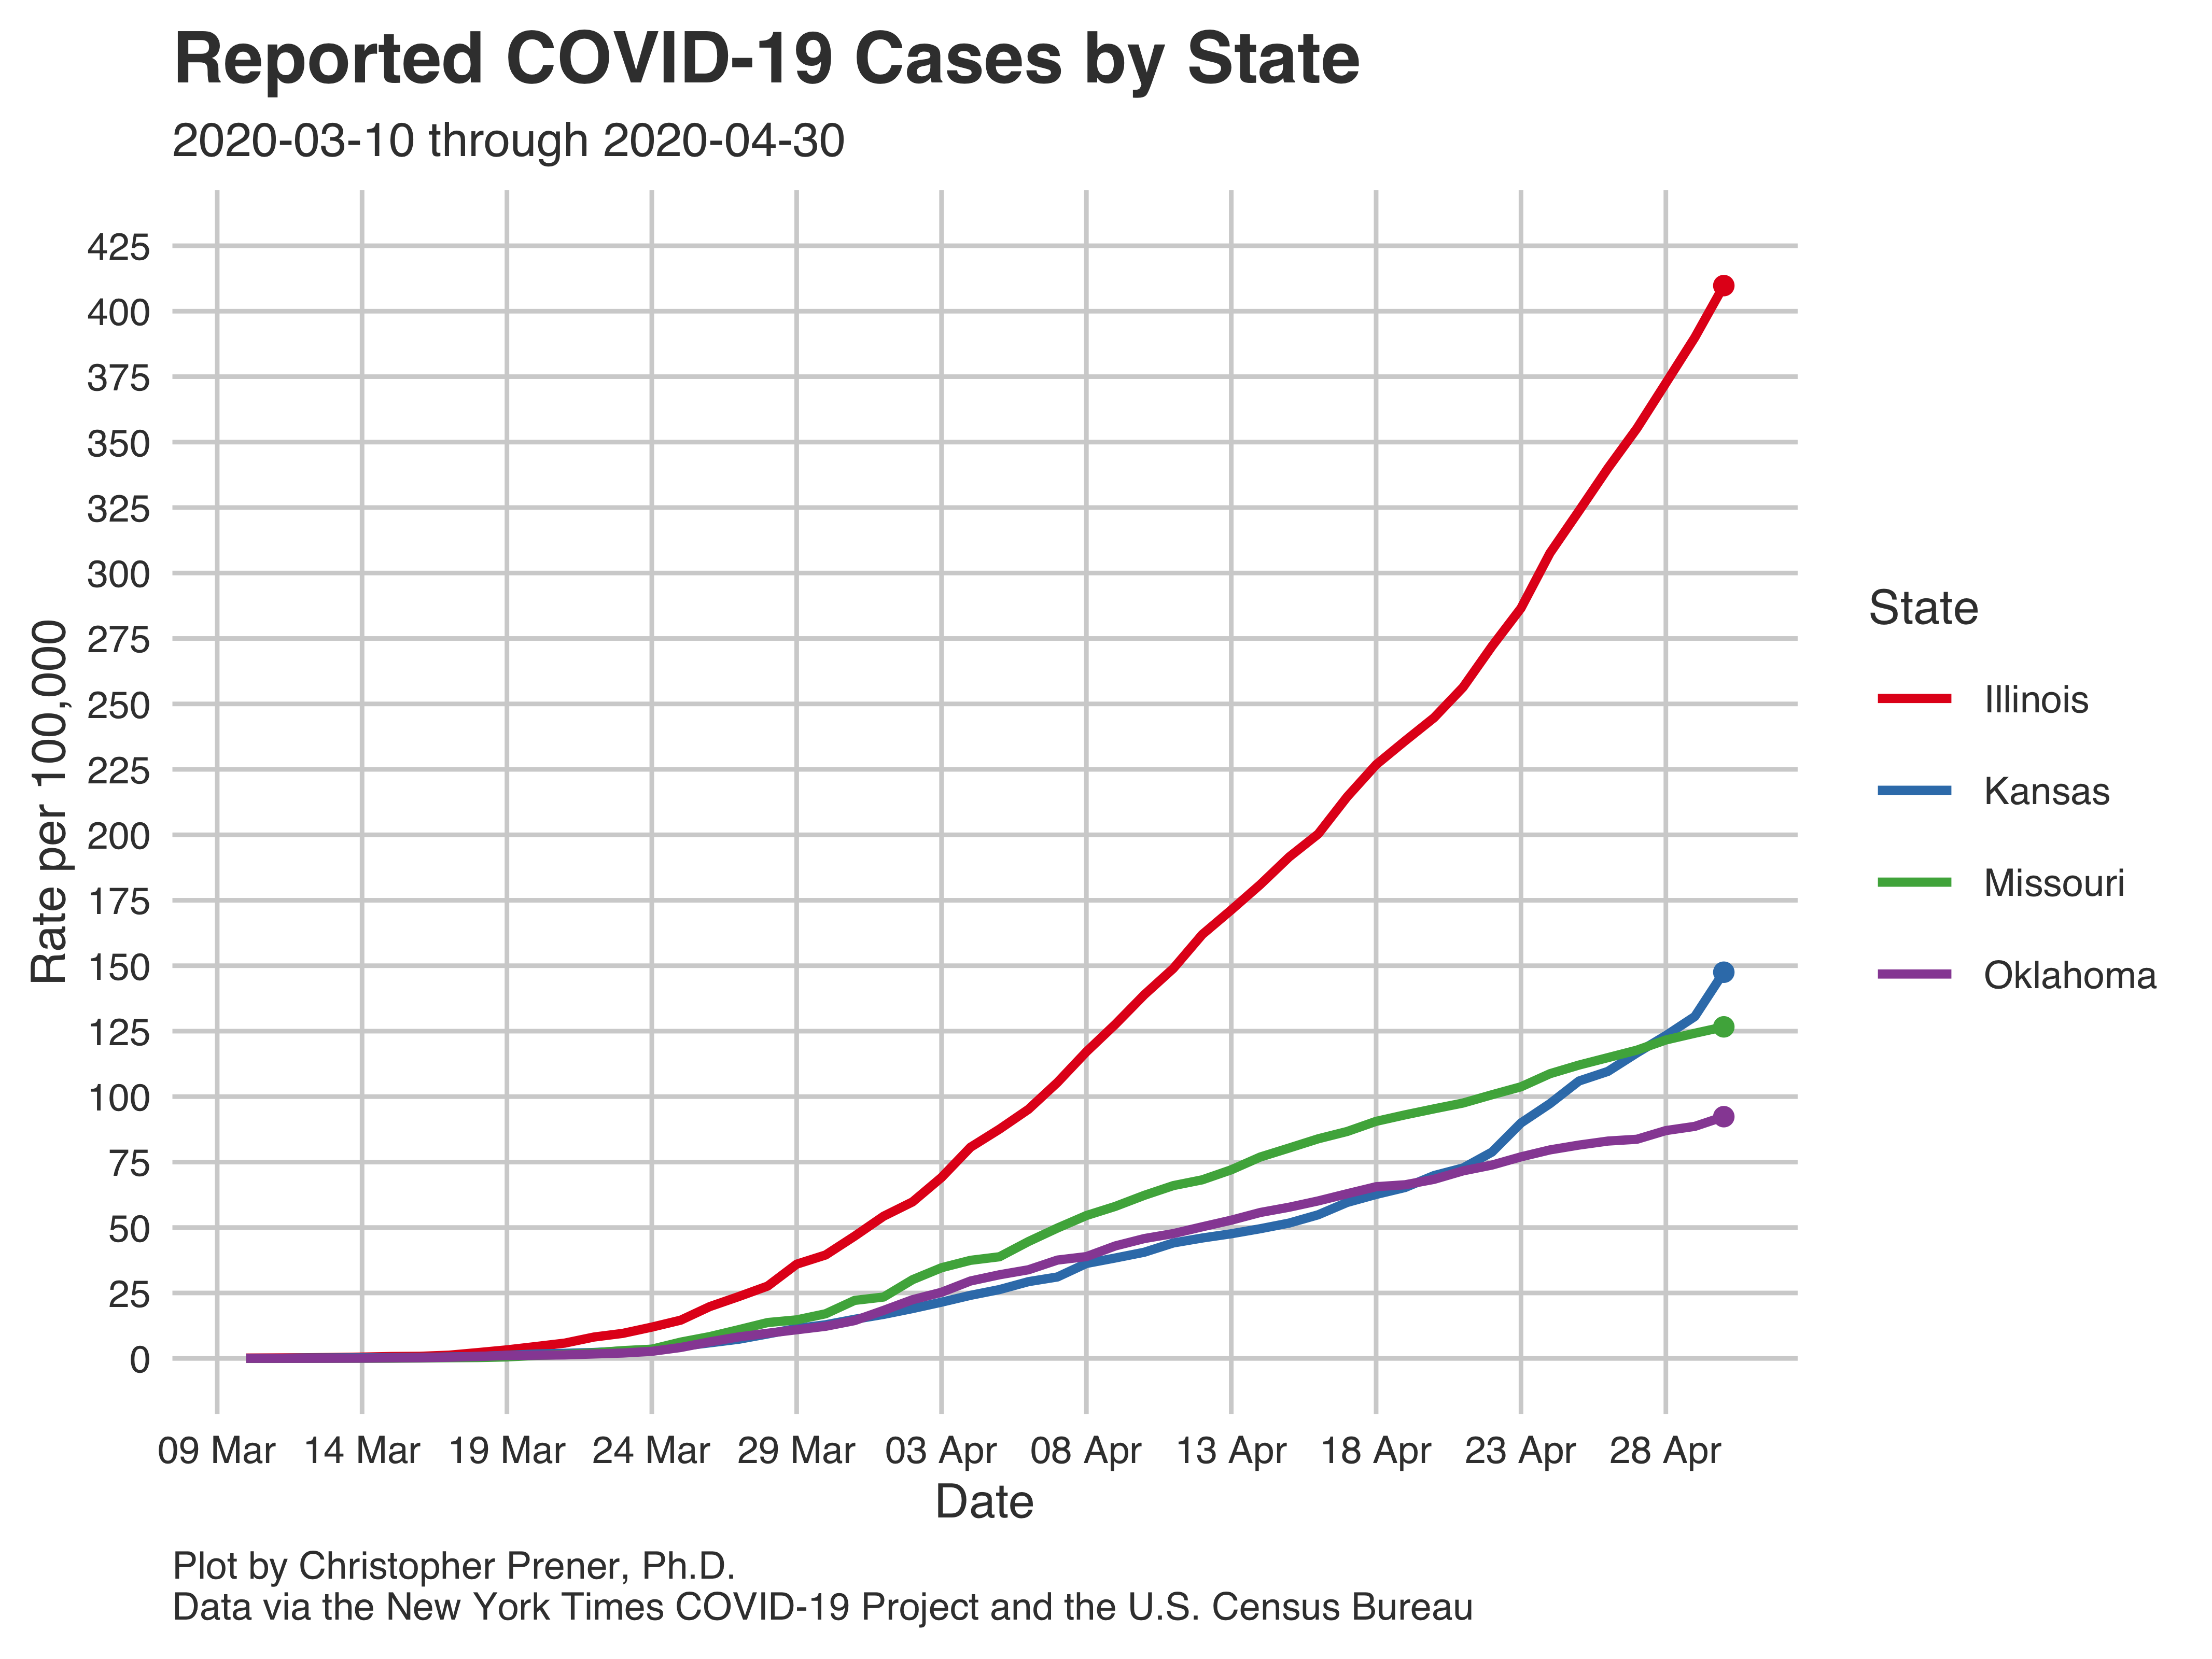 Reported COVID-19 Cases by State
2020-03-10 through 2020-04-30
425
400
375
350
325
300
275
250
225
200
175
150
125
100
75
50
25
0
Rate per 100,000
09 Mar 14 Mar 19 Mar 24 Mar 29 Mar 03 Apr 08 Apr 13 Apr 18 Apr 23 Apr 28 Apr
Date
State
Illinois
Kansas
Missouri
Oklahoma
Plot by Christopher Prener, Ph.D.
Data via the New York Times COVID-19 Project and the U.S. Census Bureau